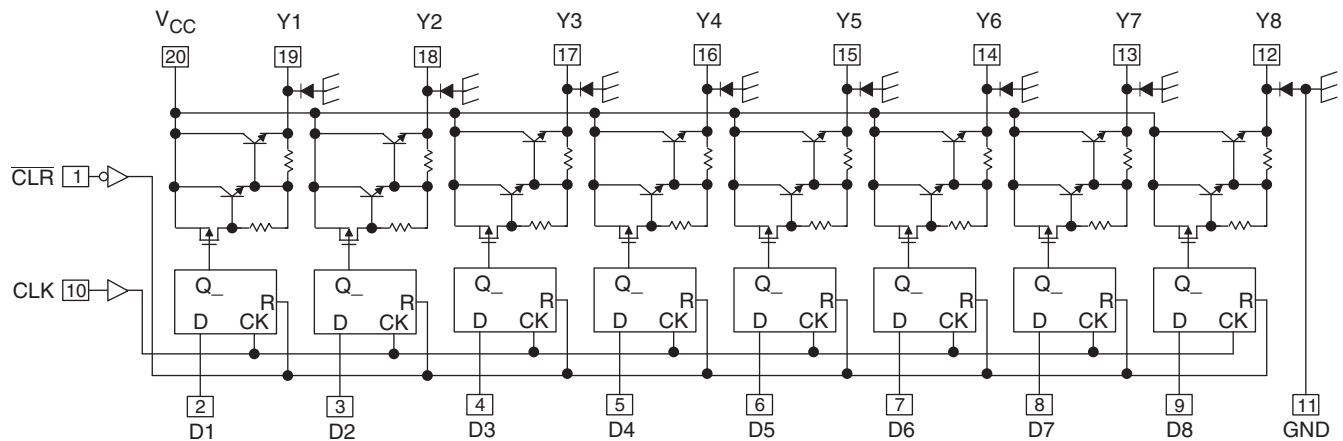 V_CC Y1 Y2 Y3 Y4 Y5 Y6 Y7 Y8
20 19 18 17 16 15 14 13 12
C̅L̅R̅ 1
CLK 10
Q_ R Q_ R Q_ R Q_ R Q_ R Q_ R Q_ R Q_ R
D CK D CK D CK D CK D CK D CK D CK D CK
2 3 4 5 6 7 8 9 11
D1 D2 D3 D4 D5 D6 D7 D8 GND